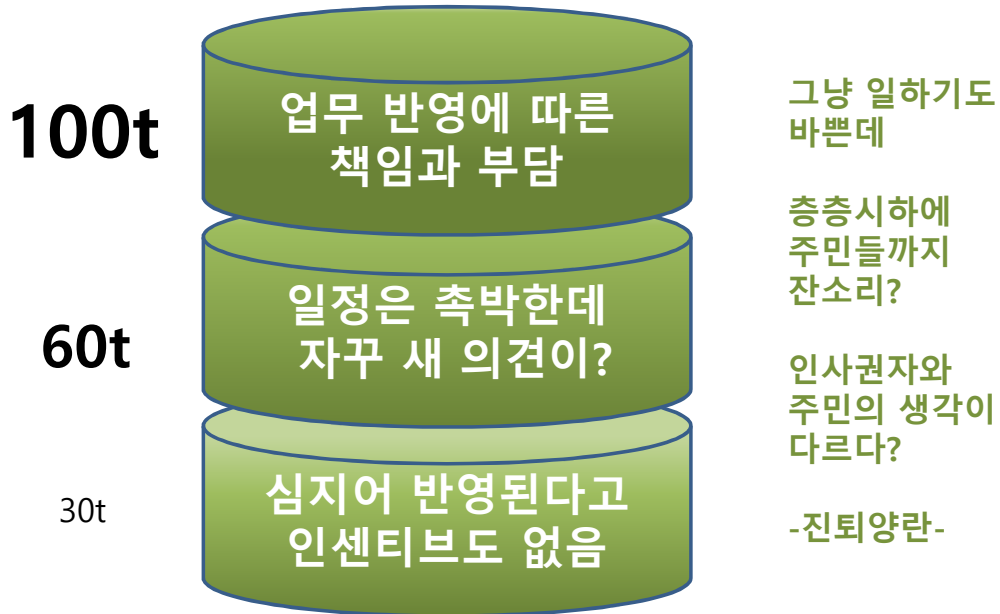 100t
업무 반영에 따른
책임과 부담
60t
일정은 촉박한데
자꾸 새 의견이?
30t
심지어 반영된다고
인센티브도 없음
그냥 일하기도
바쁜데
층층시하에
주민들까지
잔소리?
인사권자와
주민의 생각이
다르다?
-진퇴양란-